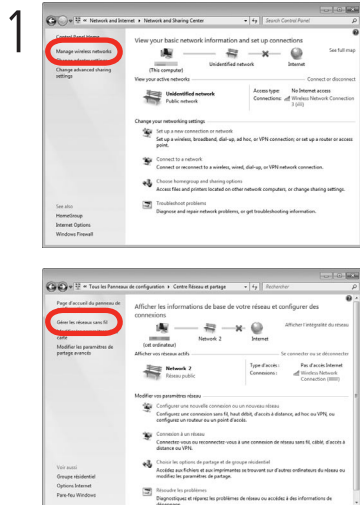 1
Network and Internet ▸ Network and Sharing Center
Search Control Panel
Control Panel Home
Manage wireless networks
Change adapter settings
Change advanced sharing
settings
See also
HomeGroup
Internet Options
Windows Firewall
View your basic network information and set up connections
See full map
(This computer)
Unidentified network
Internet
View your active networks
Connect or disconnect
Unidentified network
Public network
Access type: No Internet access
Connections: Wireless Network Connection
Change your networking settings
Set up a new connection or network
Set up a wireless, broadband, dial-up, ad hoc, or VPN connection; or set up a router or access
point.
Connect to a network
Connect or reconnect to a wireless, wired, dial-up, or VPN network connection.
Choose homegroup and sharing options
Access files and printers located on other network computers, or change sharing settings.
Troubleshoot problems
Diagnose and repair network problems, or get troubleshooting information.
Tous les Panneaux de configuration ▸ Centre Réseau et partage
Rechercher
Page d'accueil du panneau de
Gérer les réseaux sans fil
carte
Modifier les paramètres de
partage avancés
Voir aussi
Groupe résidentiel
Options Internet
Pare-feu Windows
Afficher les informations de base de votre réseau et configurer des
connexions
Afficher l'intégralité du réseau
(cet ordinateur)
Network 2
Internet
Afficher vos réseaux actifs
Se connecter ou se déconnecter
Network 2
Réseau public
Type d'accès : Pas d'accès Internet
Connexions : Wireless Network
Connection
Modifier vos paramètres réseau
Configurer une nouvelle connexion ou un nouveau réseau
Configurez une connexion sans fil, haut débit, d'accès à distance, ad hoc ou VPN, ou
configurez un routeur ou un point d'accès.
Connexion à un réseau
Connectez-vous ou reconnectez-vous à une connexion de réseau sans fil, câblé, d'accès à
distance ou VPN.
Choisir les options de partage et de groupe résidentiel
Accédez aux fichiers et aux imprimantes se trouvant sur d'autres ordinateurs du réseau ou
modifiez les paramètres de partage.
Résoudre les problèmes
Diagnostiquez et réparez les problèmes de réseau ou accédez à des informations de
dépannage.